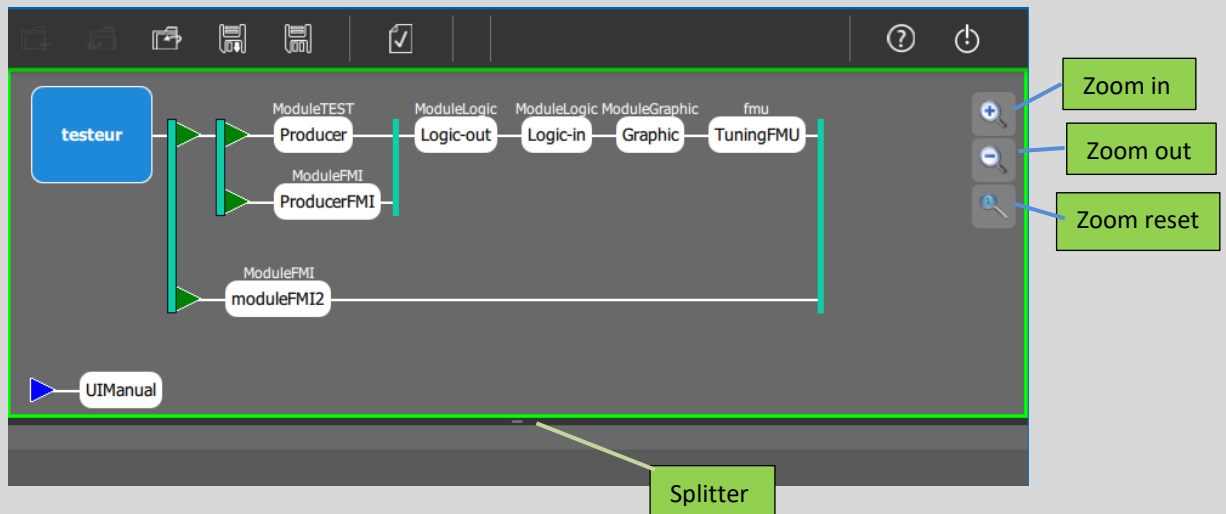 Zoom in
ModuleTEST
ModuleLogic
ModuleLogic
ModuleGraphic
fmu
testeur
Producer
Logic-out
Logic-in
Graphic
TuningFMU
Zoom out
ModuleFMI
ProducerFMI
Zoom reset
ModuleFMI
moduleFMI2
UIManual
Splitter